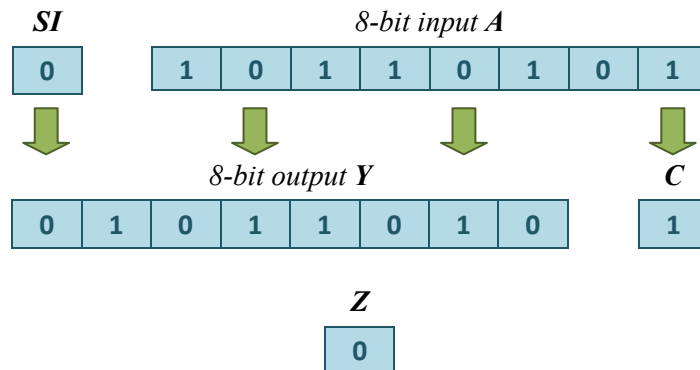 SI 8-bit input A
0 1 0 1 1 0 1 0 1
8-bit output Y C
0 1 0 1 1 0 1 0 1
Z
0